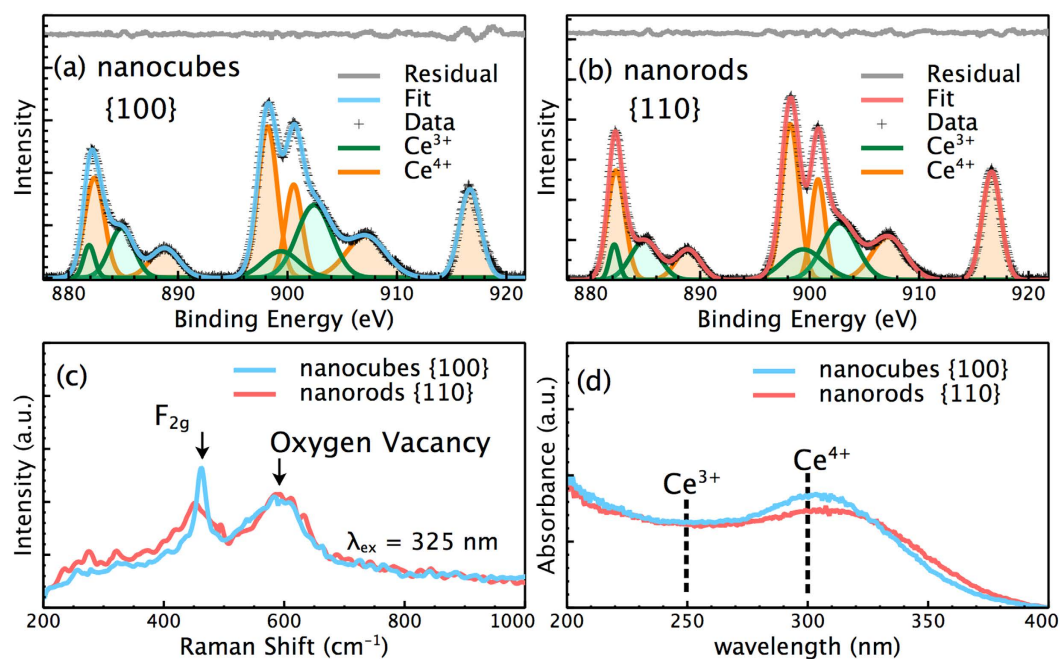 (a) nanocubes
{100}
Residual
Fit
Data
Ce³⁺
Ce⁴⁺
Intensity
880 890 900 910 920
Binding Energy (eV)
(b) nanorods
{110}
Residual
Fit
Data
Ce³⁺
Ce⁴⁺
Intensity
880 890 900 910 920
Binding Energy (eV)
(c)
nanocubes {100}
nanorods {110}
F₂g
Oxygen Vacancy
λex = 325 nm
Intensity (a.u.)
200 400 600 800 1000
Raman Shift (cm⁻¹)
(d)
nanocubes {100}
nanorods {110}
Ce³⁺
Ce⁴⁺
Absorbance (a.u.)
200 250 300 350 400
wavelength (nm)